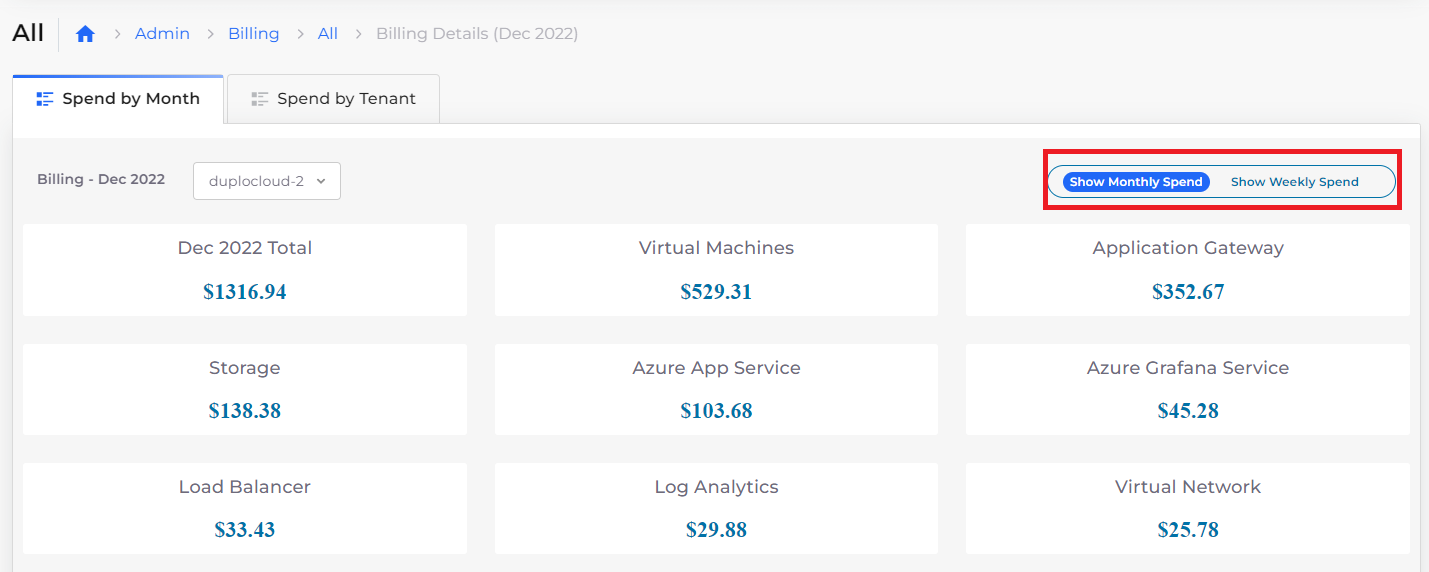 All Admin Billing All Billing Details (Dec 2022)
Spend by Month Spend by Tenant
Billing - Dec 2022 duplocloud-2 Show Monthly Spend Show Weekly Spend
Dec 2022 Total Virtual Machines Application Gateway
$1316.94 $529.31 $352.67
Storage Azure App Service Azure Grafana Service
$138.38 $103.68 $45.28
Load Balancer Log Analytics Virtual Network
$33.43 $29.88 $25.78